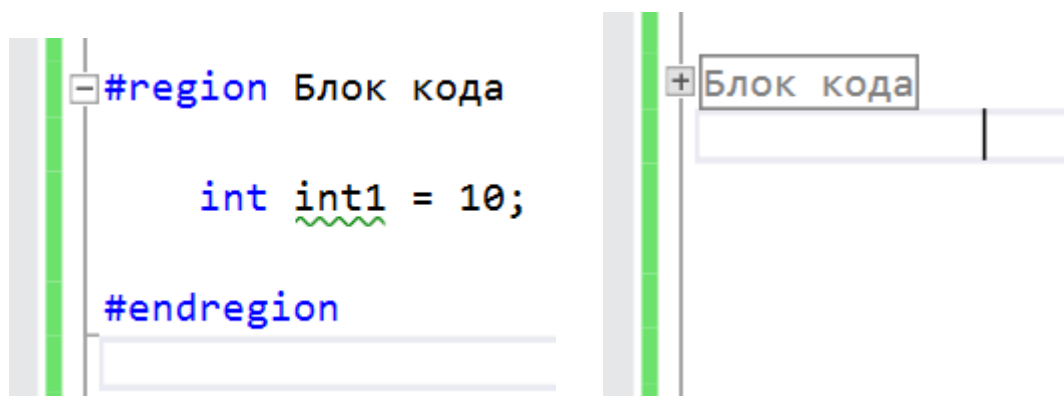 #region Блок кода
int int1 = 10;
#endregion
Блок кода